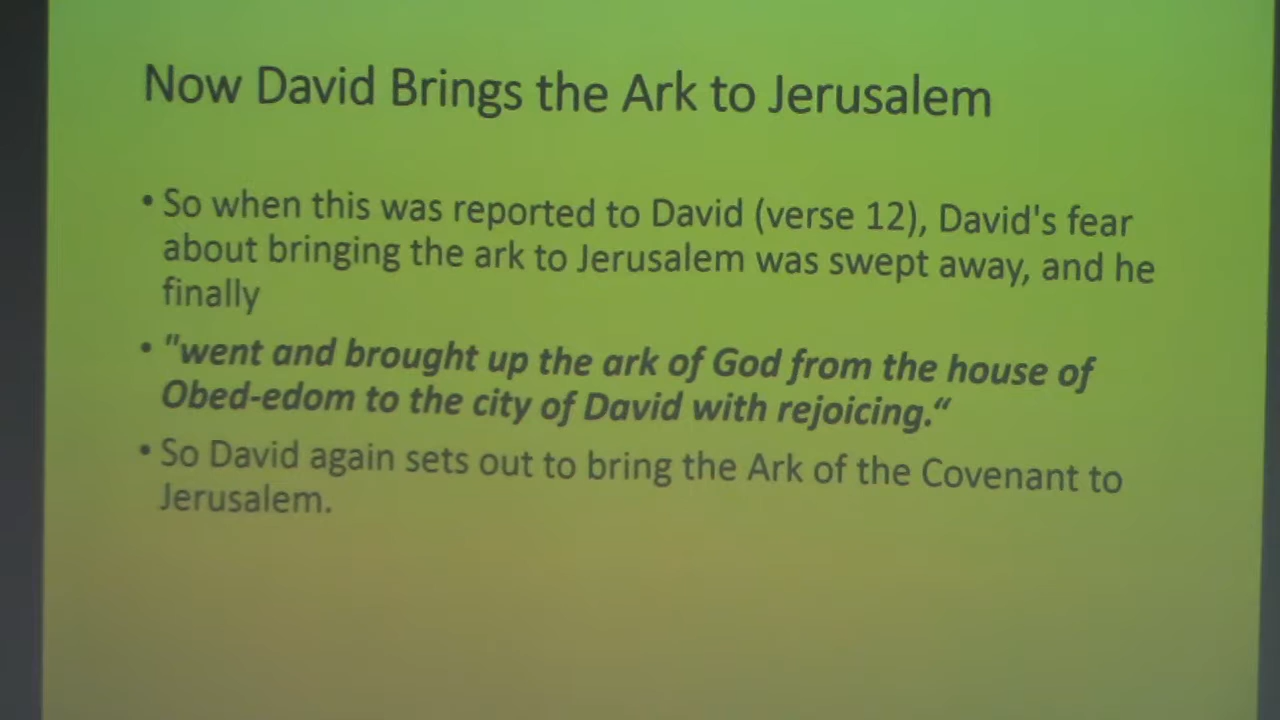 Now David Brings the Ark to Jerusalem
• So when this was reported to David (verse 12), David's fear
about bringing the ark to Jerusalem was swept away, and he
finally
• "went and brought up the ark of God from the house of
Obed-edom to the city of David with rejoicing.“
• So David again sets out to bring the Ark of the Covenant to
Jerusalem.